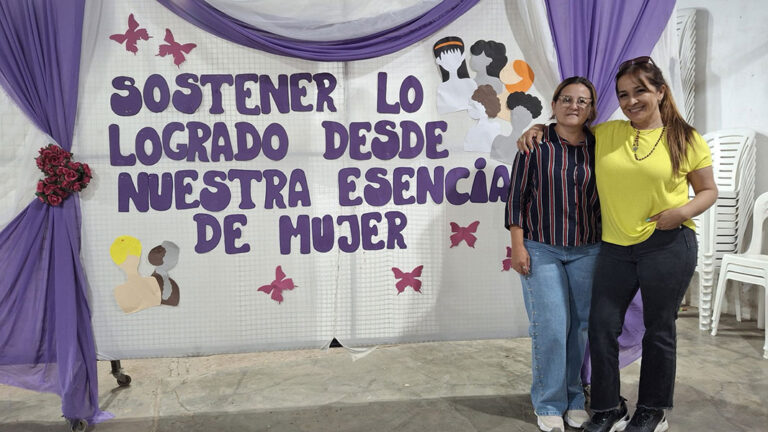 SOSTENER LO
LOGRADO DESDE
NUESTRA ESENCiA
DE MUJER